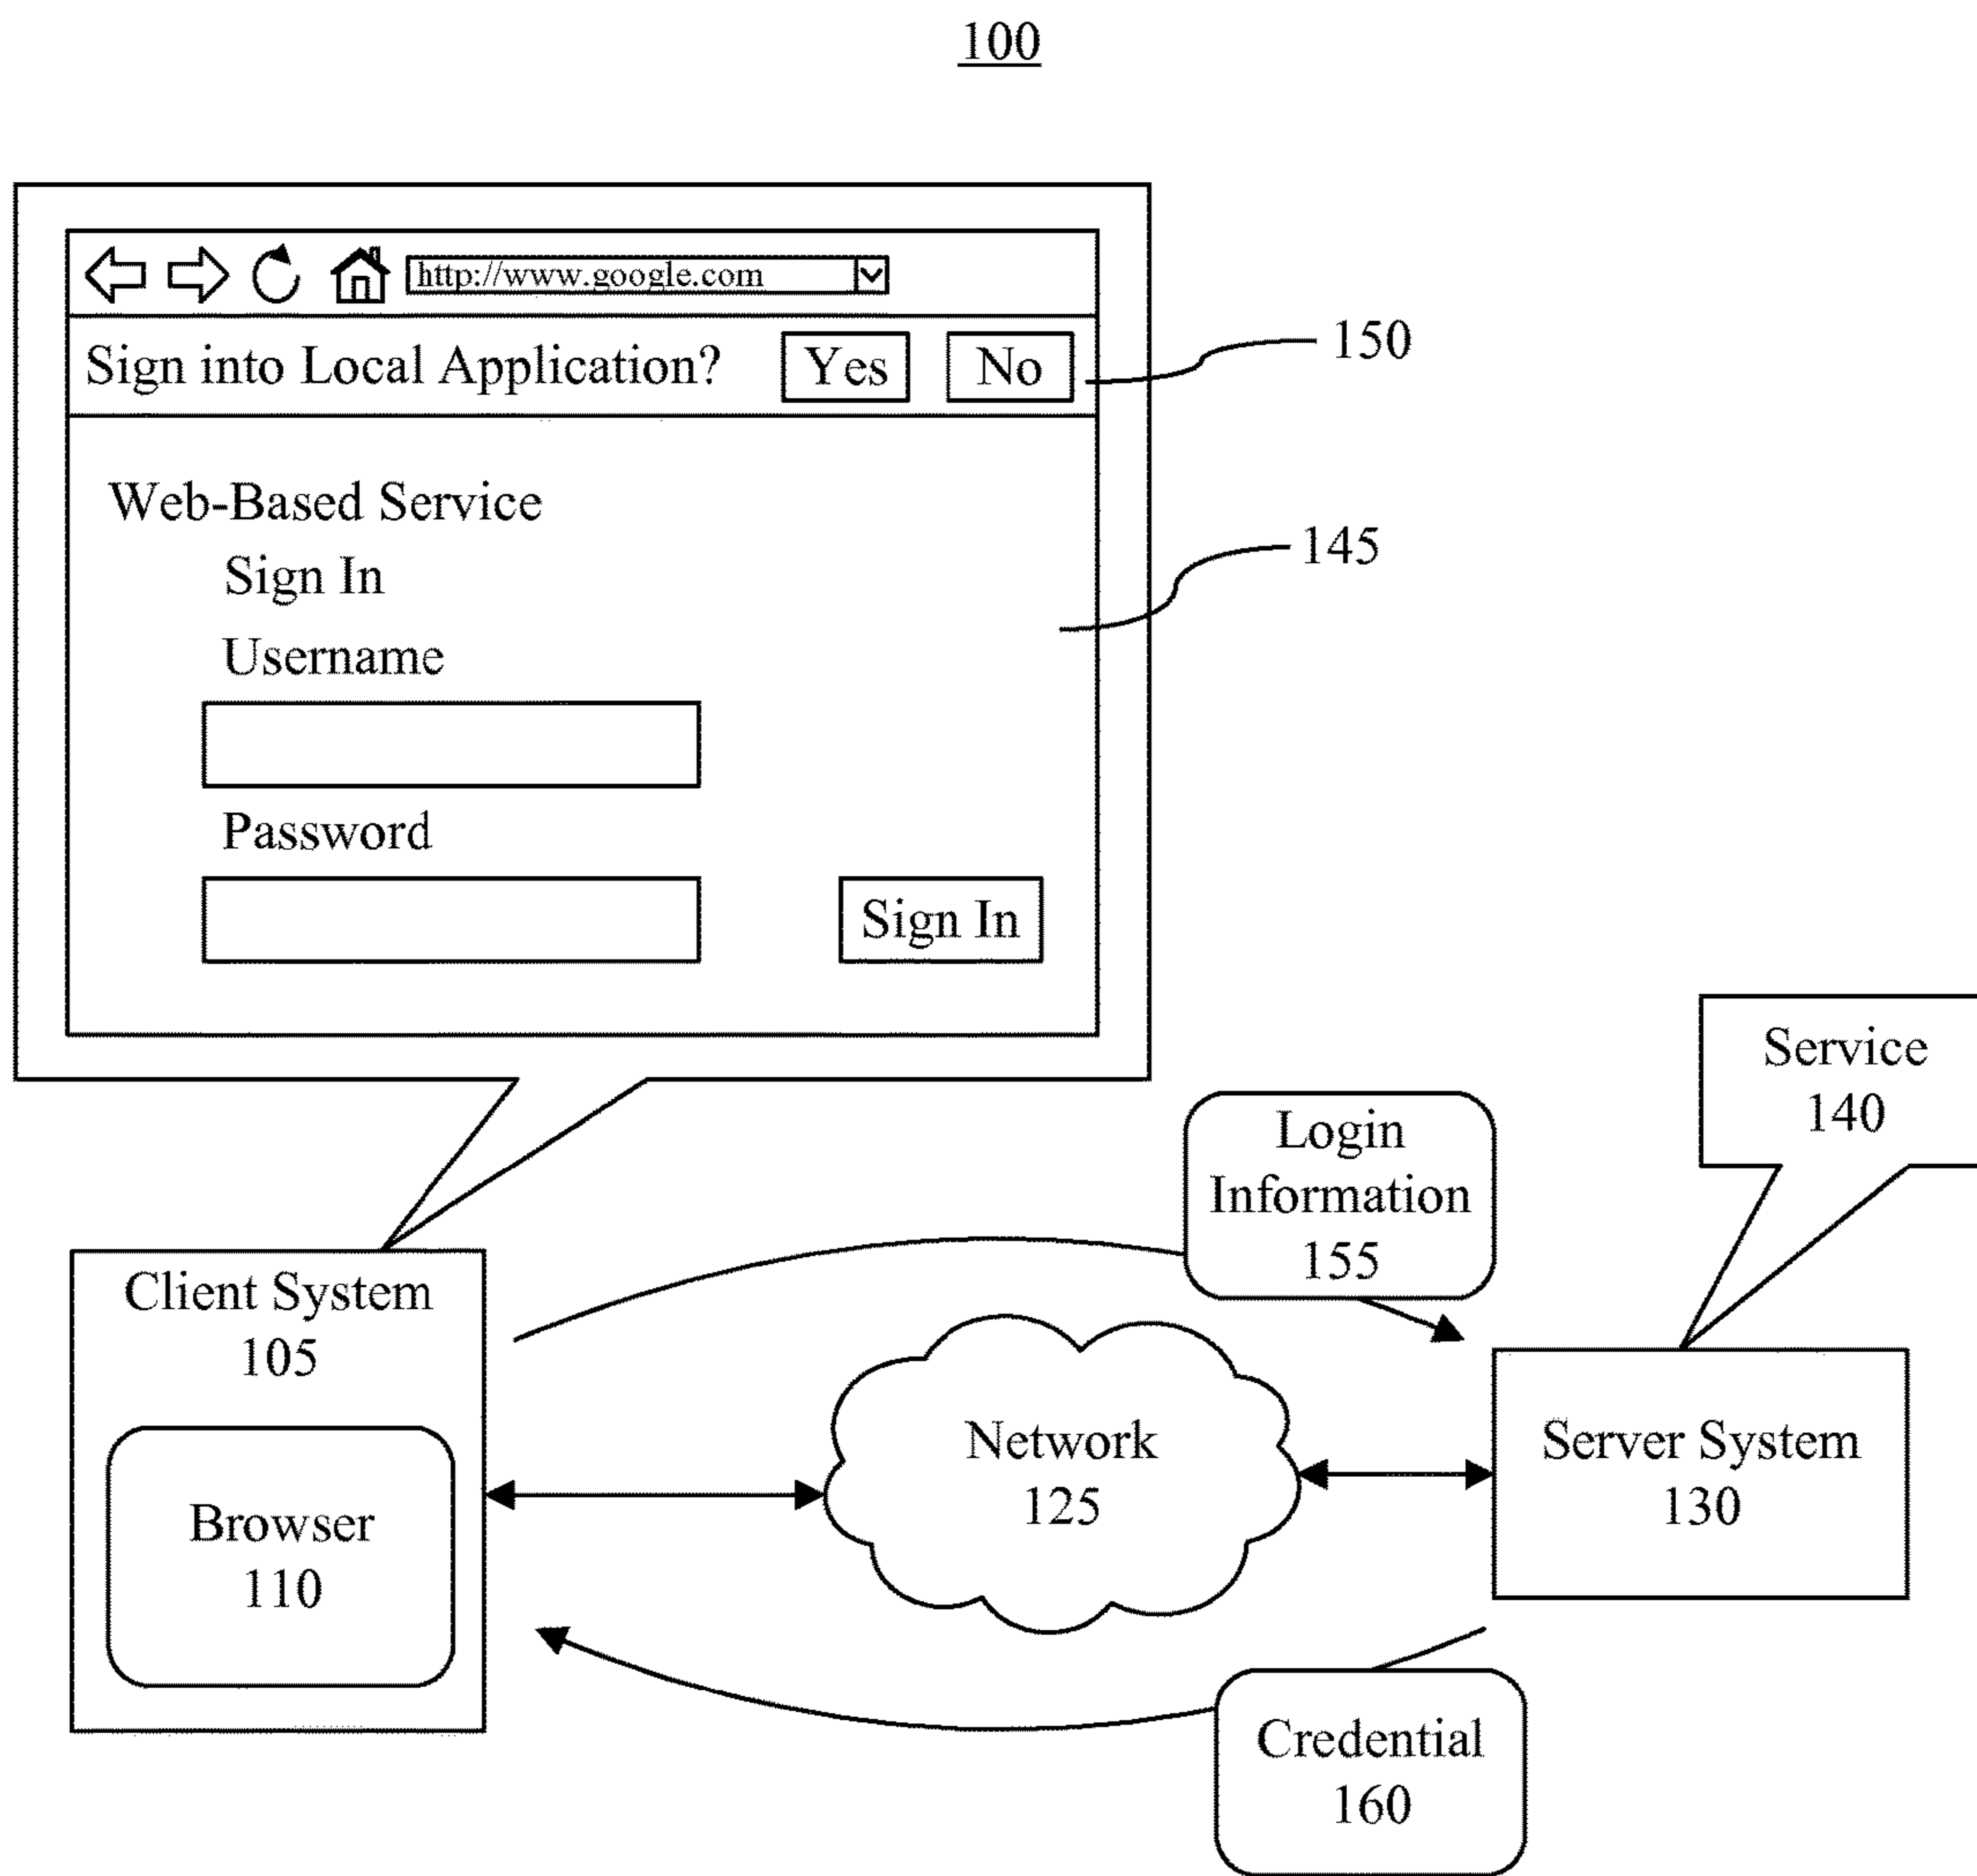 100
http://www.google.com
Sign into Local Application?
Yes
No
150
Web-Based Service
Sign In
145
Username
Password
Sign In
Service
140
Login
Information
155
Client System
105
Browser
110
Network
125
Server System
130
Credential
160